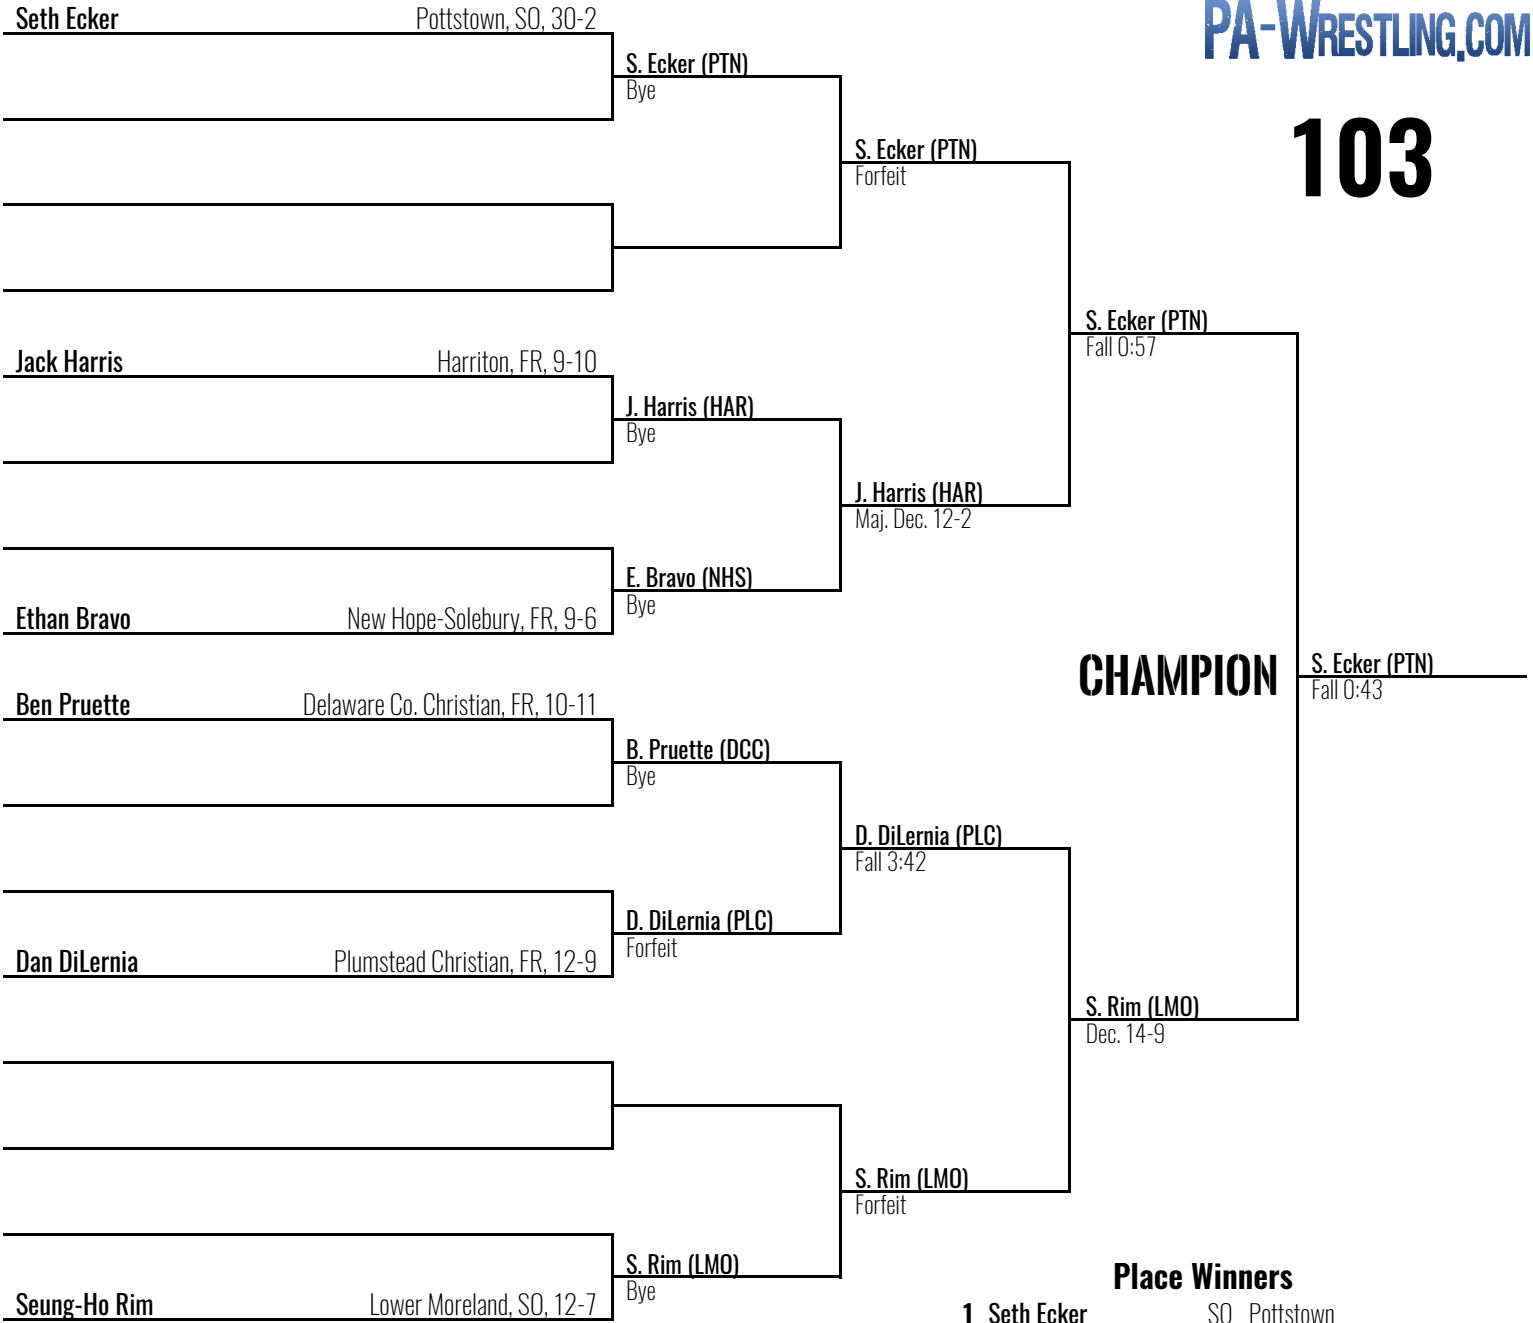 PA-WRESTLING.COM
103
Seth Ecker Pottstown, SO, 30-2
S. Ecker (PTN)
Bye
S. Ecker (PTN)
Forfeit
S. Ecker (PTN)
Fall 0:57
Jack Harris Harriton, FR, 9-10
J. Harris (HAR)
Bye
J. Harris (HAR)
Maj. Dec. 12-2
E. Bravo (NHS)
Bye
Ethan Bravo New Hope-Solebury, FR, 9-6
CHAMPION
S. Ecker (PTN)
Fall 0:43
Ben Pruette Delaware Co. Christian, FR, 10-11
B. Pruette (DCC)
Bye
D. DiLernia (PLC)
Fall 3:42
D. DiLernia (PLC)
Forfeit
Dan DiLernia Plumstead Christian, FR, 12-9
S. Rim (LMO)
Dec. 14-9
S. Rim (LMO)
Forfeit
S. Rim (LMO)
Bye
Seung-Ho Rim Lower Moreland, SO, 12-7
Place Winners
1 Seth Ecker SO Pottstown